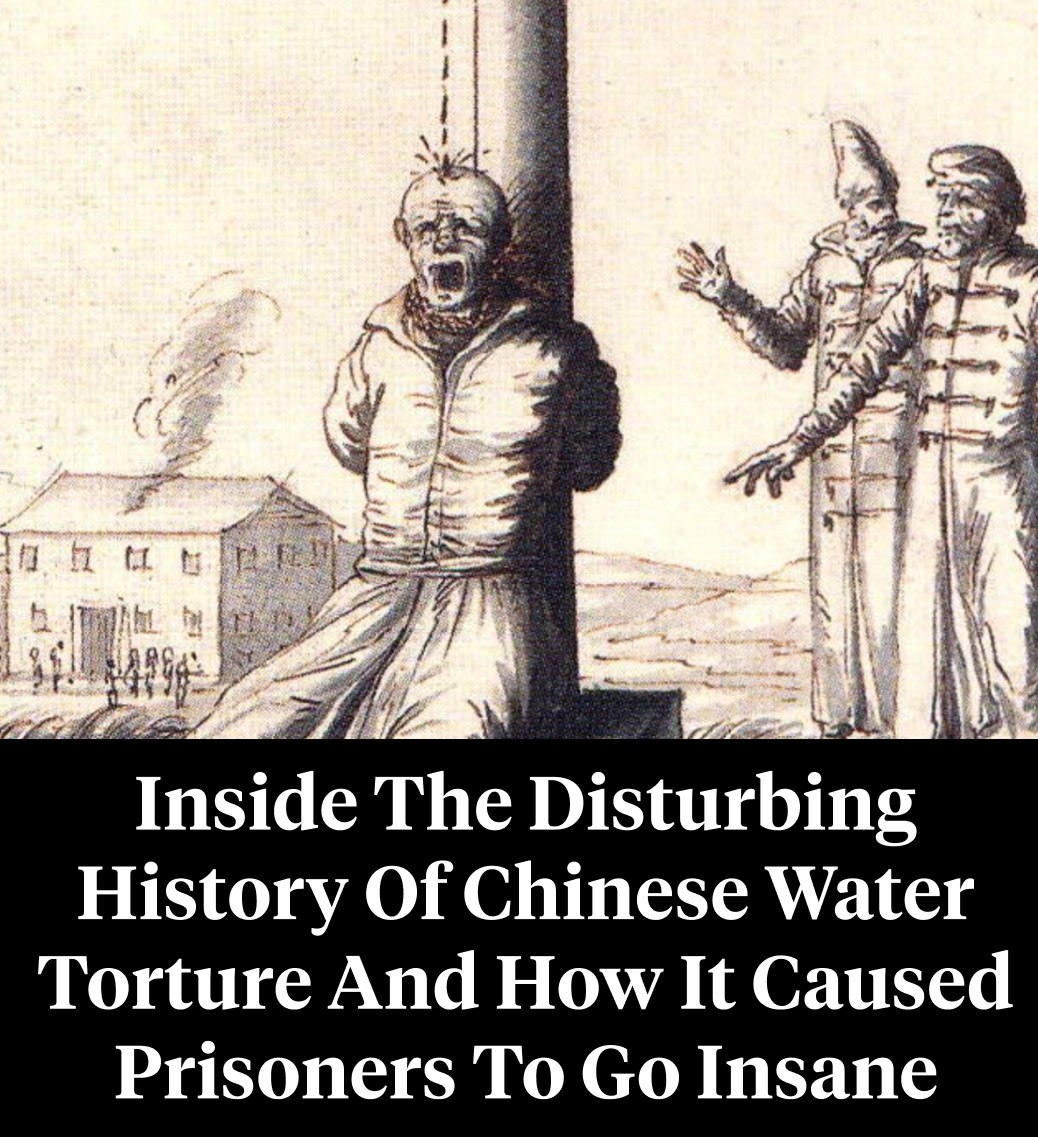 Inside The Disturbing
History Of Chinese Water
Torture And How It Caused
Prisoners To Go Insane